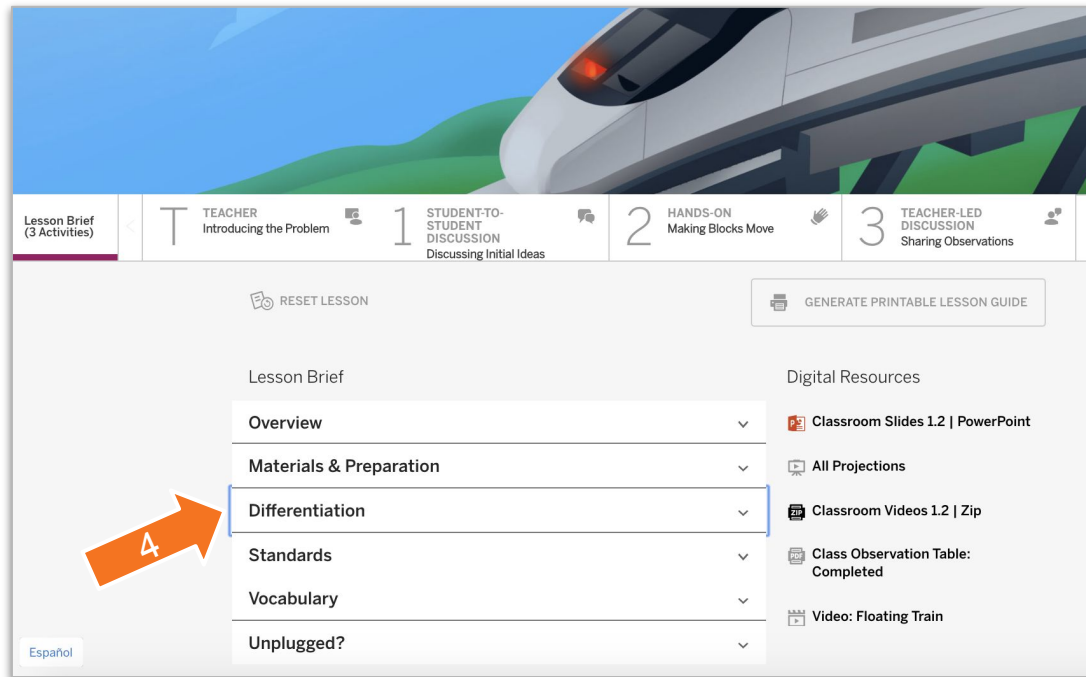 Lesson Brief
(3 Activities)
T
TEACHER
Introducing the Problem
1
STUDENT-TO-
STUDENT
DISCUSSION
Discussing Initial Ideas
2
HANDS-ON
Making Blocks Move
3
TEACHER-LED
DISCUSSION
Sharing Observations
RESET LESSON
GENERATE PRINTABLE LESSON GUIDE
Lesson Brief
Overview
Materials & Preparation
Differentiation
Standards
Vocabulary
Unplugged?
Digital Resources
Classroom Slides 1.2 | PowerPoint
All Projections
ZIP
Classroom Videos 1.2 | Zip
PDF
Class Observation Table:
Completed
Video: Floating Train
4
Español